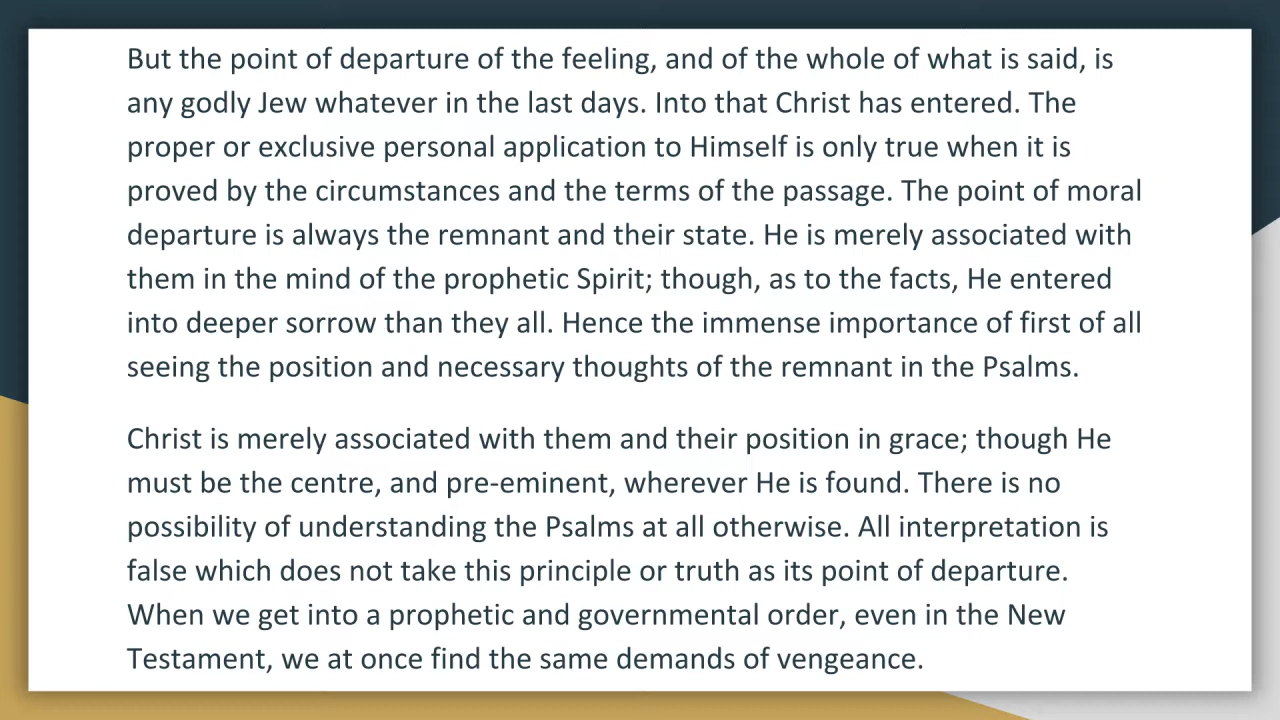 But the point of departure of the feeling, and of the whole of what is said, is
any godly Jew whatever in the last days. Into that Christ has entered. The
proper or exclusive personal application to Himself is only true when it is
proved by the circumstances and the terms of the passage. The point of moral
departure is always the remnant and their state. He is merely associated with
them in the mind of the prophetic Spirit; though, as to the facts, He entered
into deeper sorrow than they all. Hence the immense importance of first of all
seeing the position and necessary thoughts of the remnant in the Psalms.
Christ is merely associated with them and their position in grace; though He
must be the centre, and pre-eminent, wherever He is found. There is no
possibility of understanding the Psalms at all otherwise. All interpretation is
false which does not take this principle or truth as its point of departure.
When we get into a prophetic and governmental order, even in the New
Testament, we at once find the same demands of vengeance.